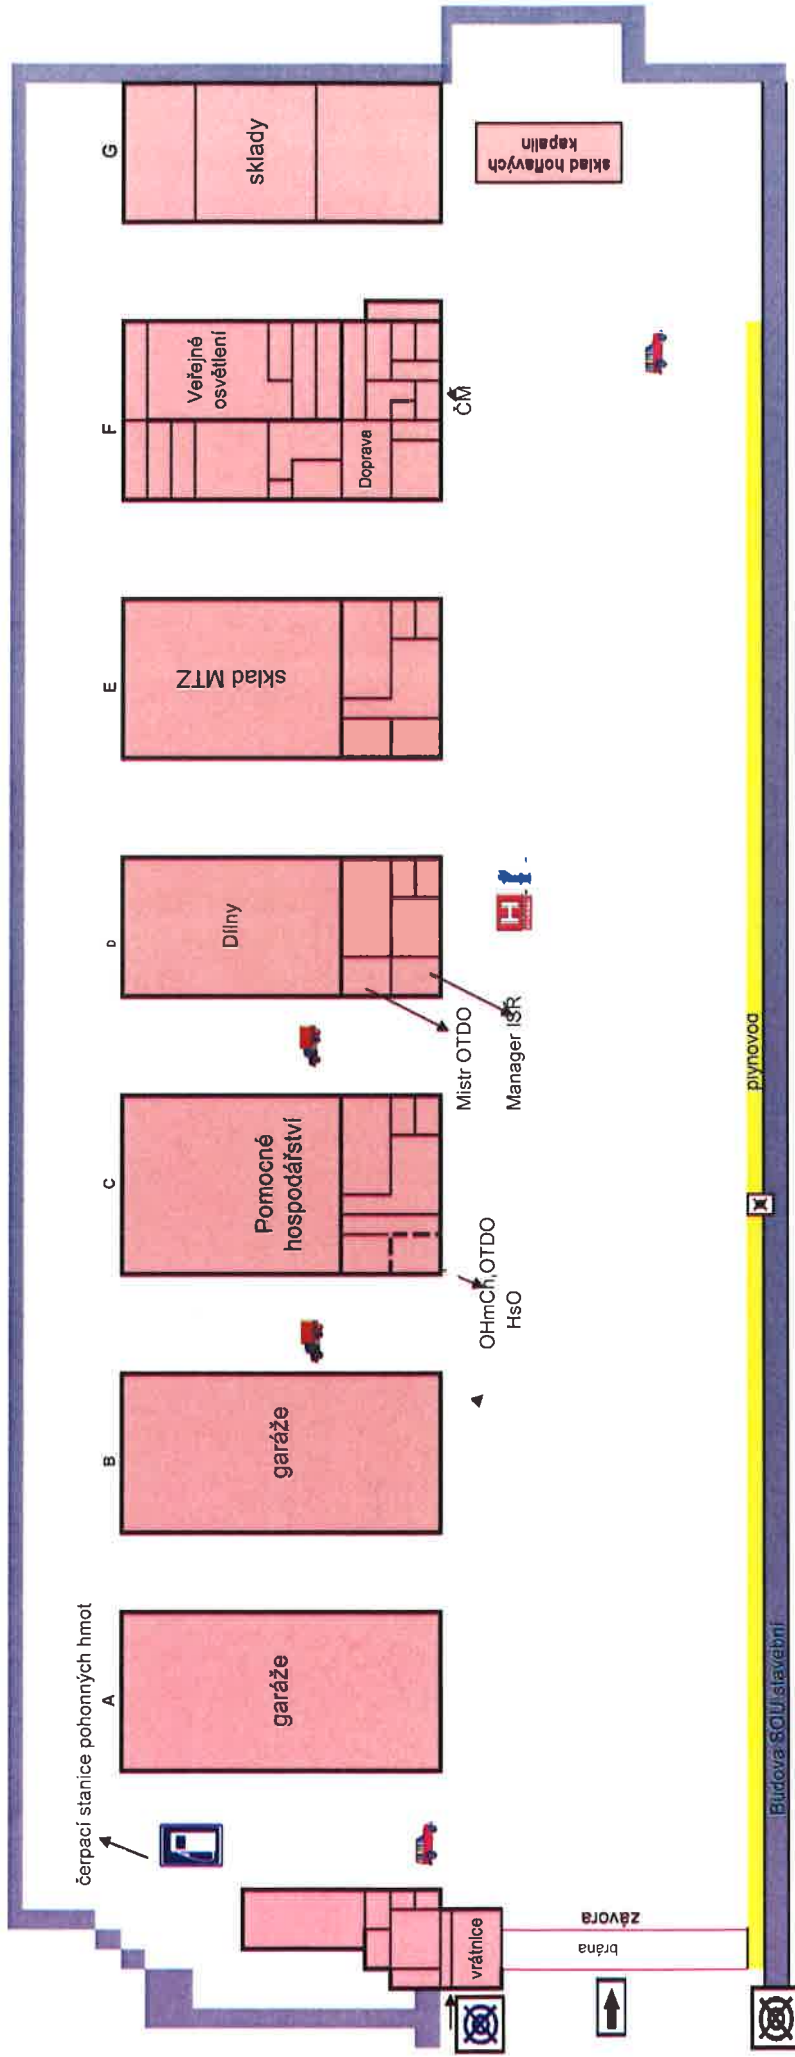 čerpací stanice pohonných hmot
A
B
C
D
E
F
G
garáže
garáže
Pomocné
hospodářství
Dílny
sklad MTZ
Veřejné
osvětlení
Doprava
sklady
sklad hořlavých
kapalin
ČM
Mistr OTDO
Manager ISŘ
OHmCh,OTDO
HsO
H
vrátnice
závora
brána
plynovod
Budova SOU stavební